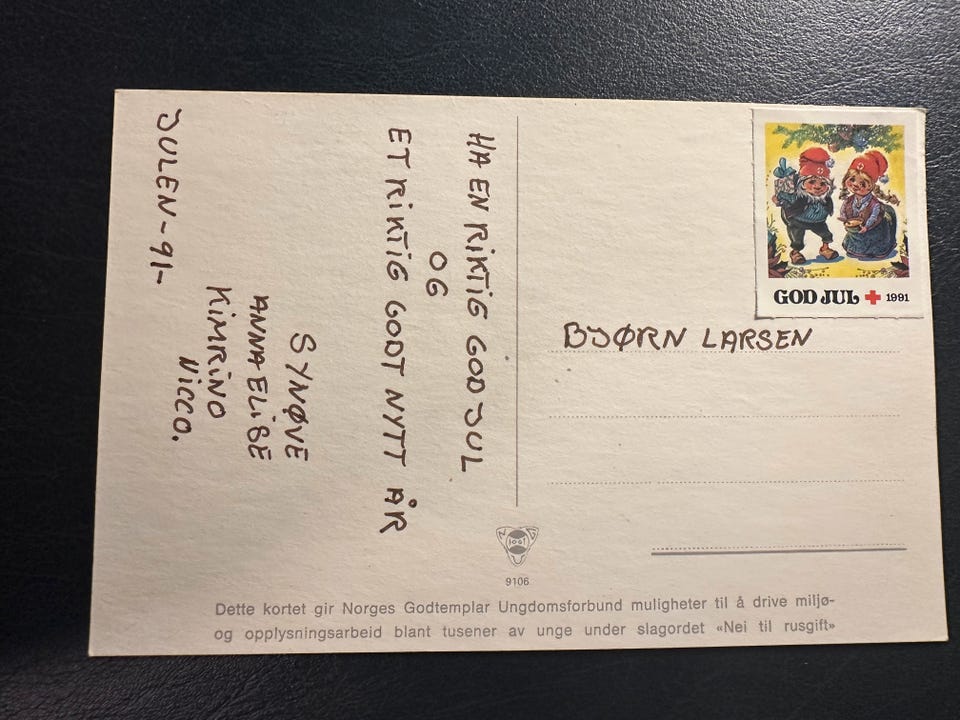 HA EN RIKTIG GOD JUL
OG
ET RIKTIG GODT NYTT ÅR
SYNØVE
ANNA ELISE
KIMRINO
NICCO.
JULEN-91-
GOD JUL 1991
BJØRN LARSEN
9106
Dette kortet gir Norges Godtemplar Ungdomsforbund muligheter til å drive miljø-
og opplysningsarbeid blant tusener av unge under slagordet «Nei til rusgift»